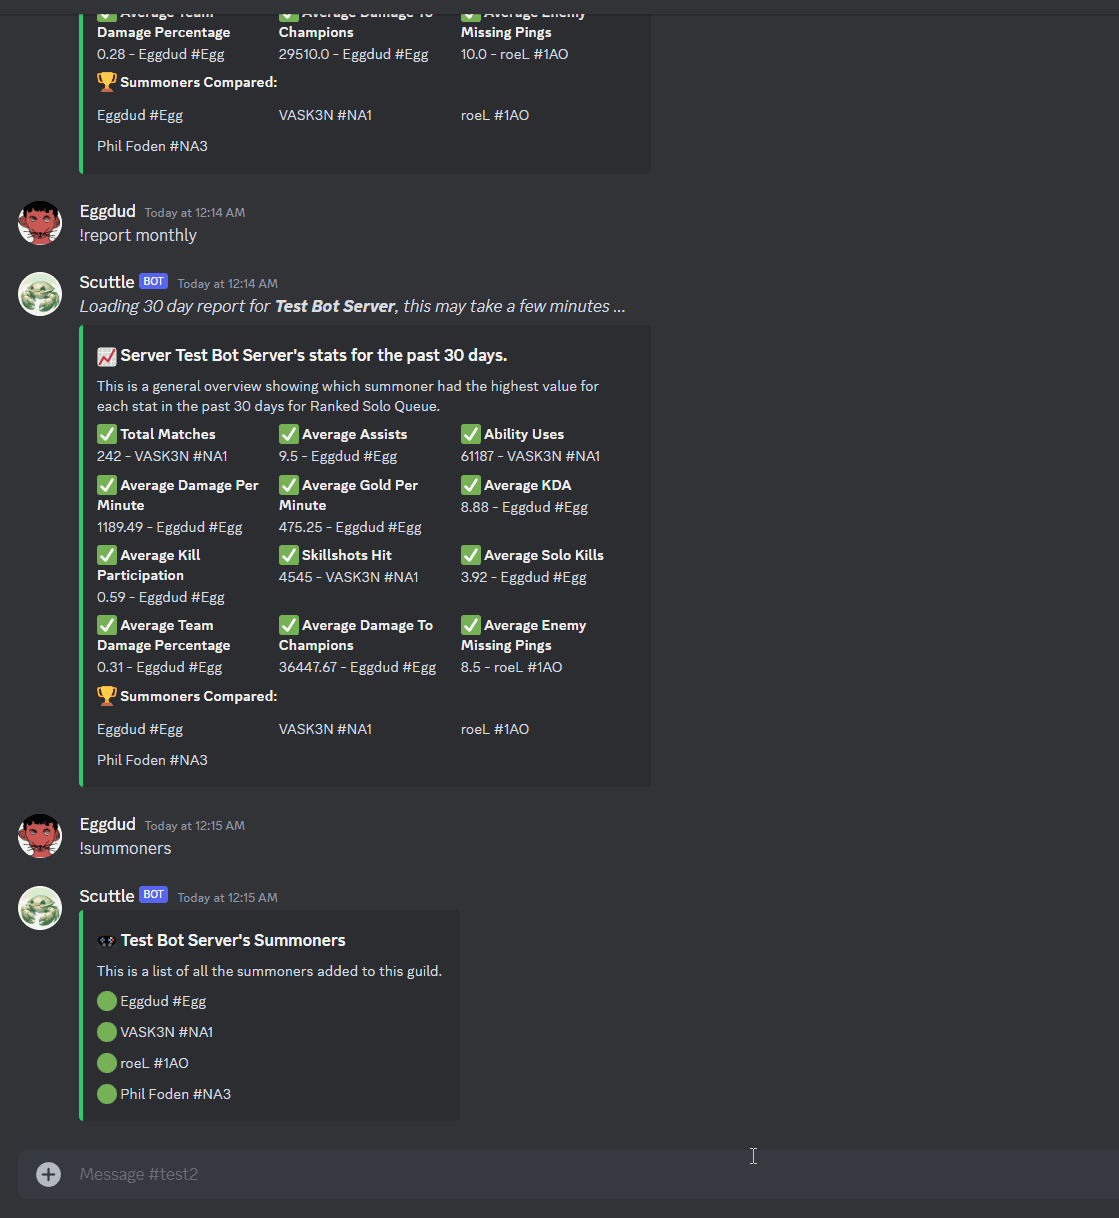 Average Team Average Damage To Average Enemy
Damage Percentage Champions Missing Pings
0.28 - Eggdud #Egg 29510.0 - Eggdud #Egg 10.0 - roeL #1AO
Summoners Compared:
Eggdud #Egg VASK3N #NA1 roeL #1AO
Phil Foden #NA3
Eggdud Today at 12:14 AM
!report monthly
Scuttle BOT Today at 12:14 AM
Loading 30 day report for Test Bot Server, this may take a few minutes ...
Server Test Bot Server's stats for the past 30 days.
This is a general overview showing which summoner had the highest value for
each stat in the past 30 days for Ranked Solo Queue.
Total Matches Average Assists Ability Uses
242 - VASK3N #NA1 9.5 - Eggdud #Egg 61187 - VASK3N #NA1
Average Damage Per Average Gold Per Average KDA
Minute Minute 8.88 - Eggdud #Egg
1189.49 - Eggdud #Egg 475.25 - Eggdud #Egg
Average Kill Skillshots Hit Average Solo Kills
Participation 4545 - VASK3N #NA1 3.92 - Eggdud #Egg
0.59 - Eggdud #Egg
Average Team Average Damage To Average Enemy
Damage Percentage Champions Missing Pings
0.31 - Eggdud #Egg 36447.67 - Eggdud #Egg 8.5 - roeL #1AO
Summoners Compared:
Eggdud #Egg VASK3N #NA1 roeL #1AO
Phil Foden #NA3
Eggdud Today at 12:15 AM
!summoners
Scuttle BOT Today at 12:15 AM
Test Bot Server's Summoners
This is a list of all the summoners added to this guild.
Eggdud #Egg
VASK3N #NA1
roeL #1AO
Phil Foden #NA3
Message #test2